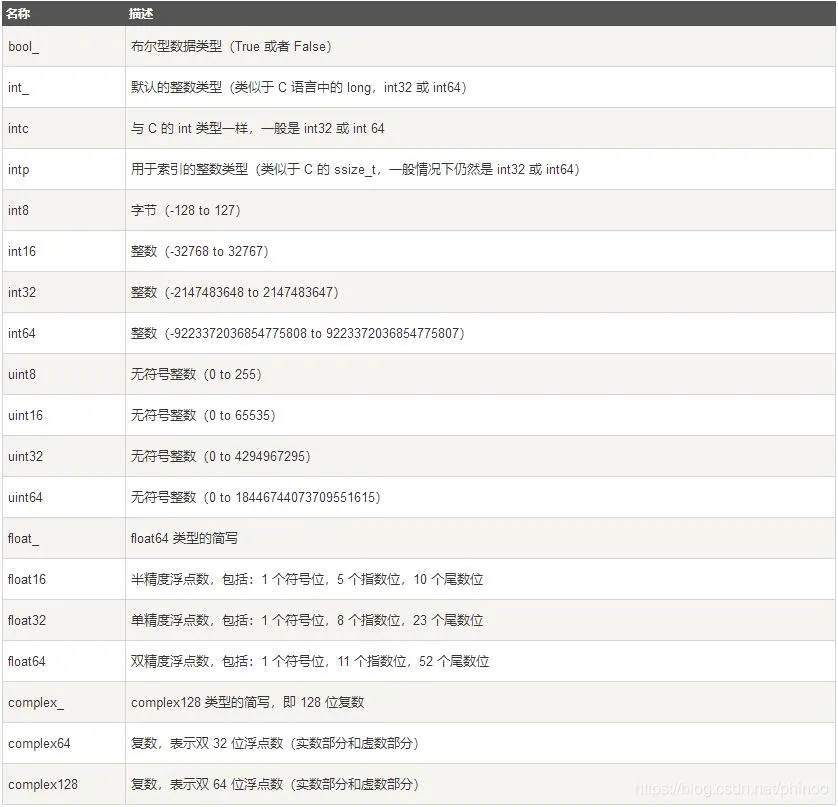 名称 描述
bool_ 布尔型数据类型（True 或者 False）
int_ 默认的整数类型（类似于 C 语言中的 long，int32 或 int64）
intc 与 C 的 int 类型一样，一般是 int32 或 int 64
intp 用于索引的整数类型（类似于 C 的 ssize_t，一般情况下仍然是 int32 或 int64）
int8 字节（-128 to 127）
int16 整数（-32768 to 32767）
int32 整数（-2147483648 to 2147483647）
int64 整数（-9223372036854775808 to 9223372036854775807）
uint8 无符号整数（0 to 255）
uint16 无符号整数（0 to 65535）
uint32 无符号整数（0 to 4294967295）
uint64 无符号整数（0 to 18446744073709551615）
float_ float64 类型的简写
float16 半精度浮点数，包括：1 个符号位，5 个指数位，10 个尾数位
float32 单精度浮点数，包括：1 个符号位，8 个指数位，23 个尾数位
float64 双精度浮点数，包括：1 个符号位，11 个指数位，52 个尾数位
complex_ complex128 类型的简写，即 128 位复数
complex64 复数，表示双 32 位浮点数（实数部分和虚数部分）
complex128 复数，表示双 64 位浮点数（实数部分和虚数部分）
https://blog.csdn.net/phinoo